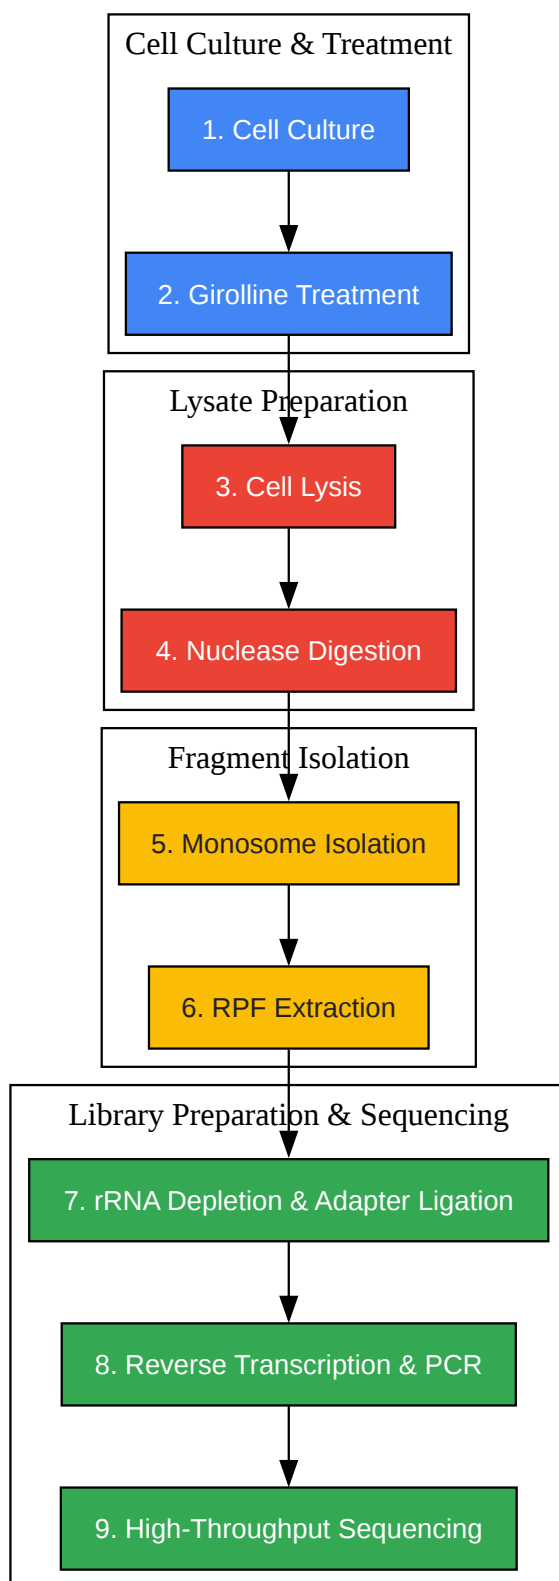 Cell Culture & Treatment
1. Cell Culture
2. Girolline Treatment
Lysate Preparation
3. Cell Lysis
4. Nuclease Digestion
Fragment Isolation
5. Monosome Isolation
6. RPF Extraction
Library Preparation & Sequencing
7. rRNA Depletion & Adapter Ligation
8. Reverse Transcription & PCR
9. High-Throughput Sequencing